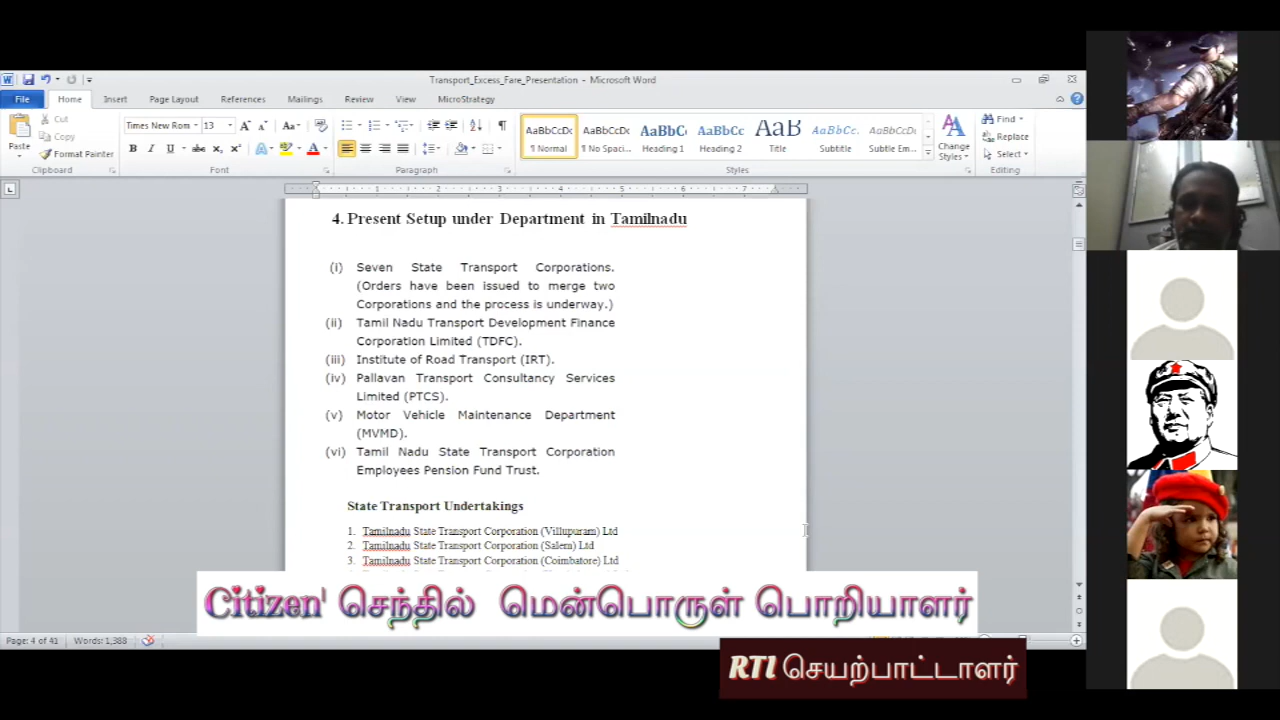 Transport_Excess_Fare_Presentation - Microsoft Word
File Home Insert Page Layout References Mailings Review View MicroStrategy
Paste Cut Copy Format Painter
Times New Rom 13
AaBbCcDc AaBbCcDc AaBbCc AaBbCc AaB AaBbCc. AaBbCcDc
¶ Normal ¶ No Spaci... Heading 1 Heading 2 Title Subtitle Subtle Em...
Change Styles
Find Replace Select
Clipboard Font Paragraph Styles Editing
4. Present Setup under Department in Tamilnadu
(i) Seven State Transport Corporations.
(Orders have been issued to merge two
Corporations and the process is underway.)
(ii) Tamil Nadu Transport Development Finance
Corporation Limited (TDFC).
(iii) Institute of Road Transport (IRT).
(iv) Pallavan Transport Consultancy Services
Limited (PTCS).
(v) Motor Vehicle Maintenance Department
(MVMD).
(vi) Tamil Nadu State Transport Corporation
Employees Pension Fund Trust.
State Transport Undertakings
1. Tamilnadu State Transport Corporation (Villupuram) Ltd
2. Tamilnadu State Transport Corporation (Salem) Ltd
3. Tamilnadu State Transport Corporation (Coimbatore) Ltd
Citizen' செந்தில் மென்பொருள் பொறியாளர்
Page: 4 of 41 Words: 1,388
RTI செயற்பாட்டாளர்